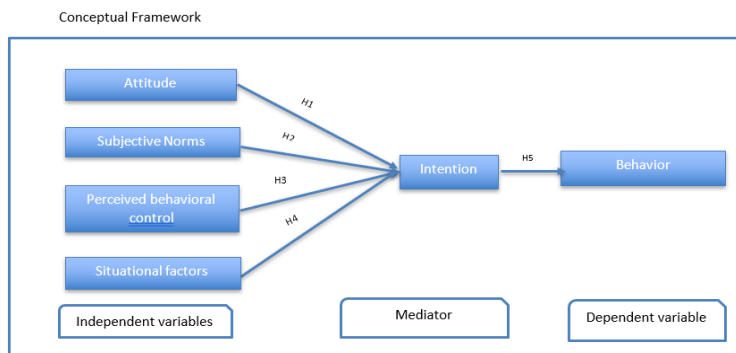 Conceptual Framework
Attitude
H1
Subjective Norms
H2
Perceived behavioral
control
H3
Situational factors
H4
Intention
H5
Behavior
Independent variables
Mediator
Dependent variable